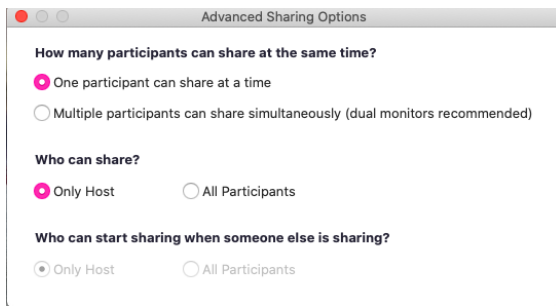 Advanced Sharing Options
How many participants can share at the same time?
One participant can share at a time
Multiple participants can share simultaneously (dual monitors recommended)
Who can share?
Only Host All Participants
Who can start sharing when someone else is sharing?
Only Host All Participants